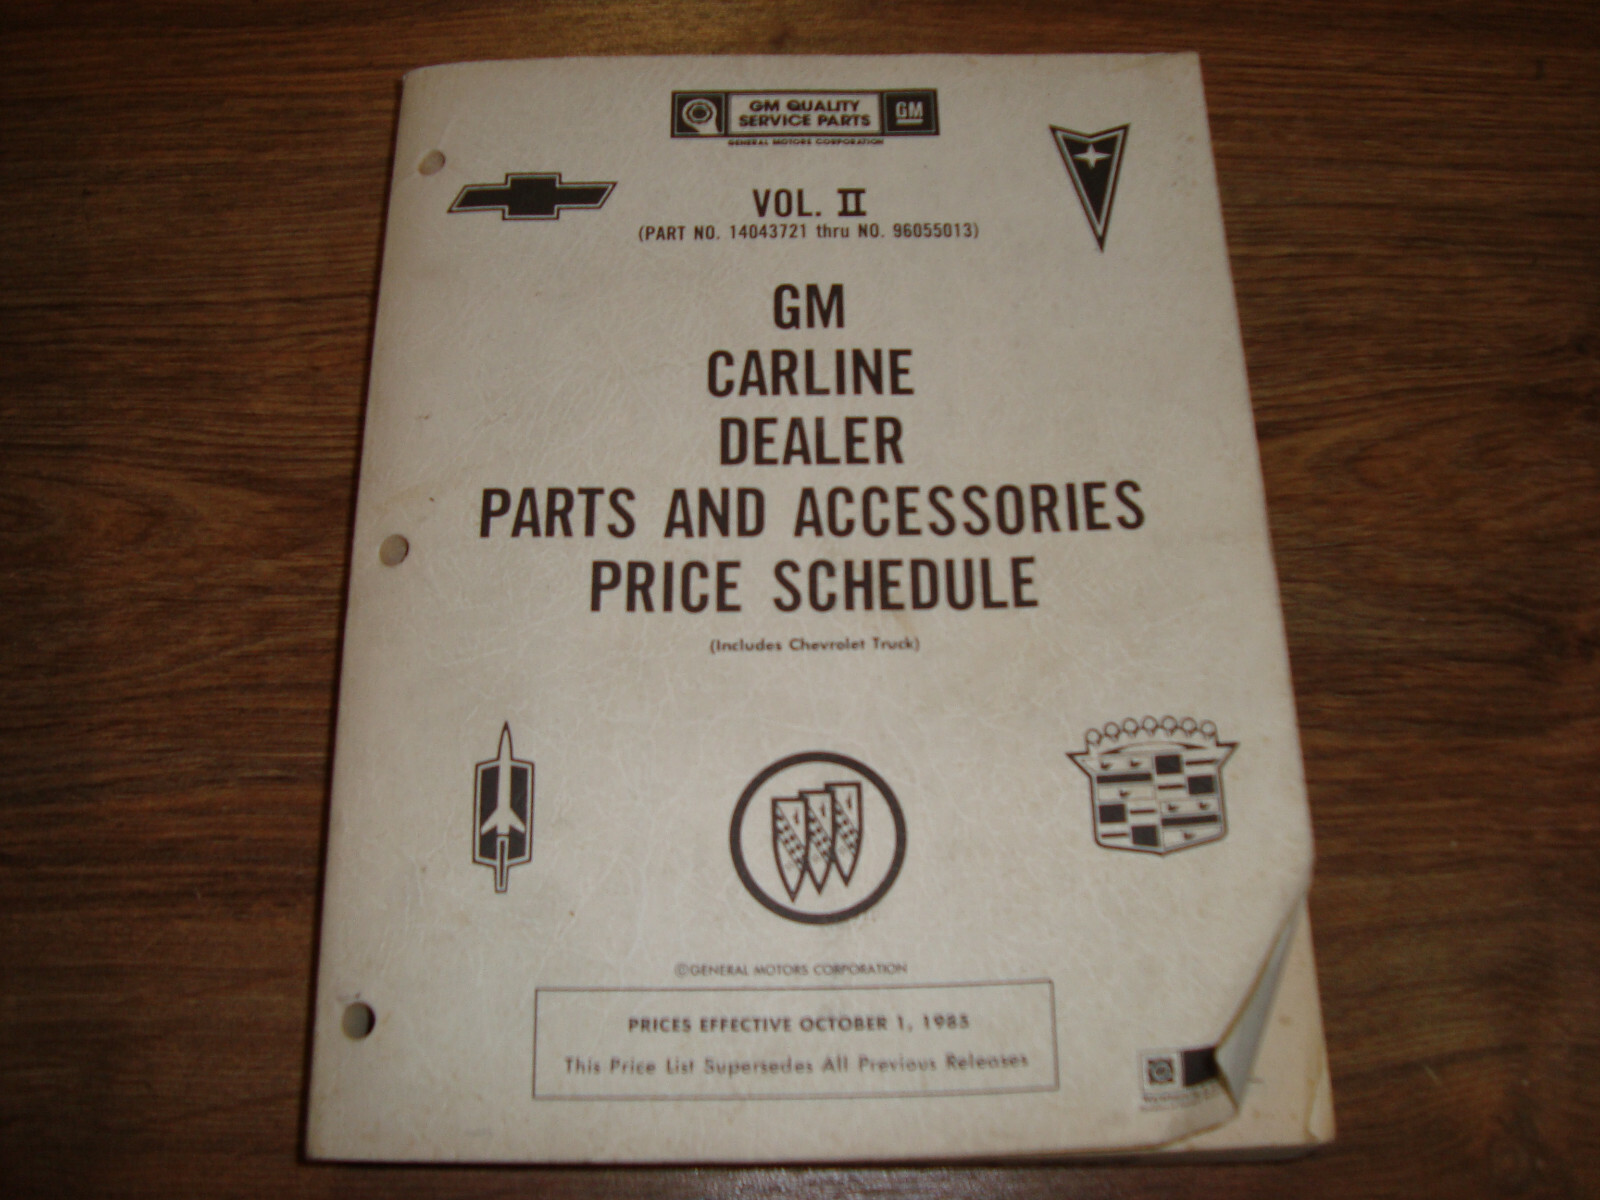 GM QUALITY
SERVICE PARTS
GM
GENERAL MOTORS CORPORATION
VOL. II
(PART NO. 14043721 thru NO. 96055013)
GM
CARLINE
DEALER
PARTS AND ACCESSORIES
PRICE SCHEDULE
(Includes Chevrolet Truck)
©GENERAL MOTORS CORPORATION
PRICES EFFECTIVE OCTOBER 1, 1985
This Price List Supersedes All Previous Releases